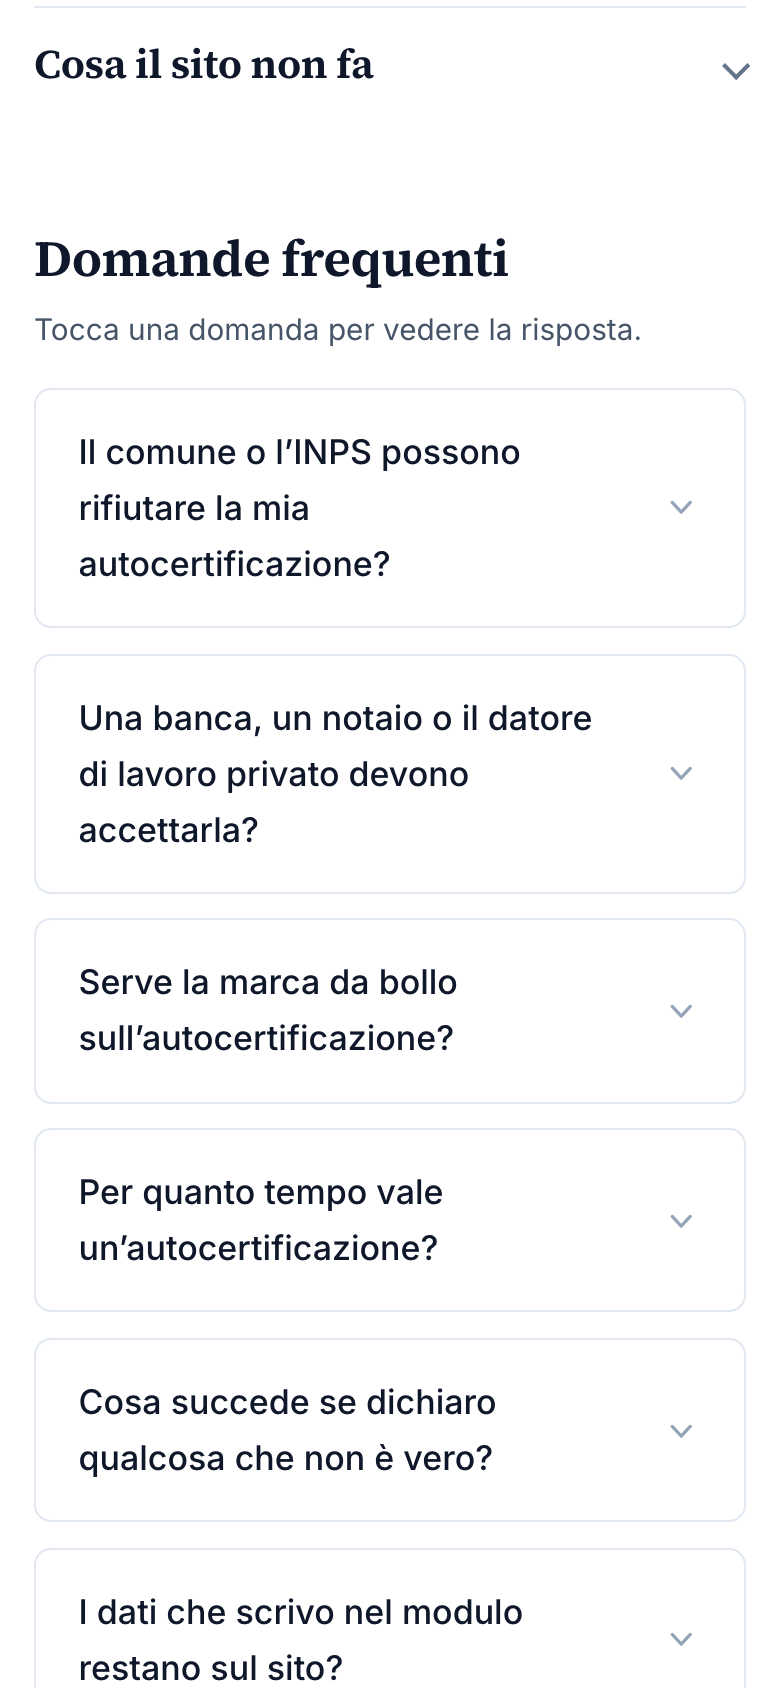 Cosa il sito non fa
Domande frequenti
Tocca una domanda per vedere la risposta.
Il comune o l’INPS possono
rifiutare la mia
autocertificazione?
Una banca, un notaio o il datore
di lavoro privato devono
accettarla?
Serve la marca da bollo
sull’autocertificazione?
Per quanto tempo vale
un’autocertificazione?
Cosa succede se dichiaro
qualcosa che non è vero?
I dati che scrivo nel modulo
restano sul sito?